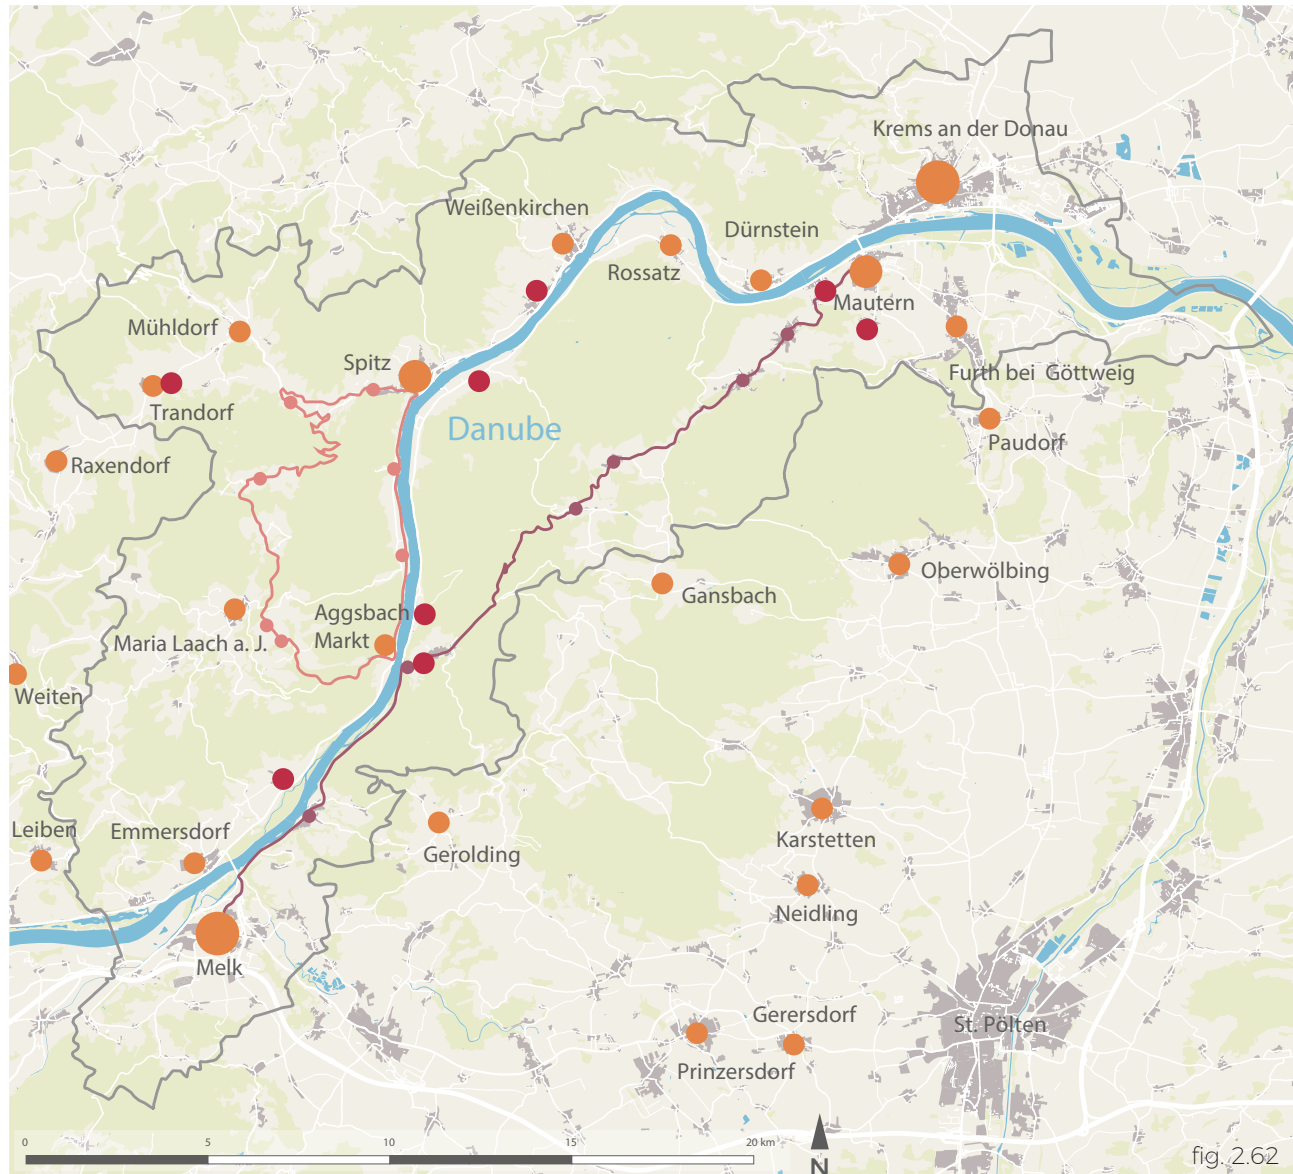 Krems an der Donau
Weißenkirchen
Dürnstein
Rossatz
Mautern
Mühldorf
Spitz
Furth bei Göttweig
Trandorf
Danube
Paudorf
Raxendorf
Oberwölbing
Gansbach
Aggsbach
Markt
Maria Laach a. J.
Weiten
Leiben
Emmersdorf
Gerolding
Karstetten
Neidling
Melk
Gerersdorf
St. Pölten
Prinzersdorf
0 5 10 15 20 km
N
fig. 2.62